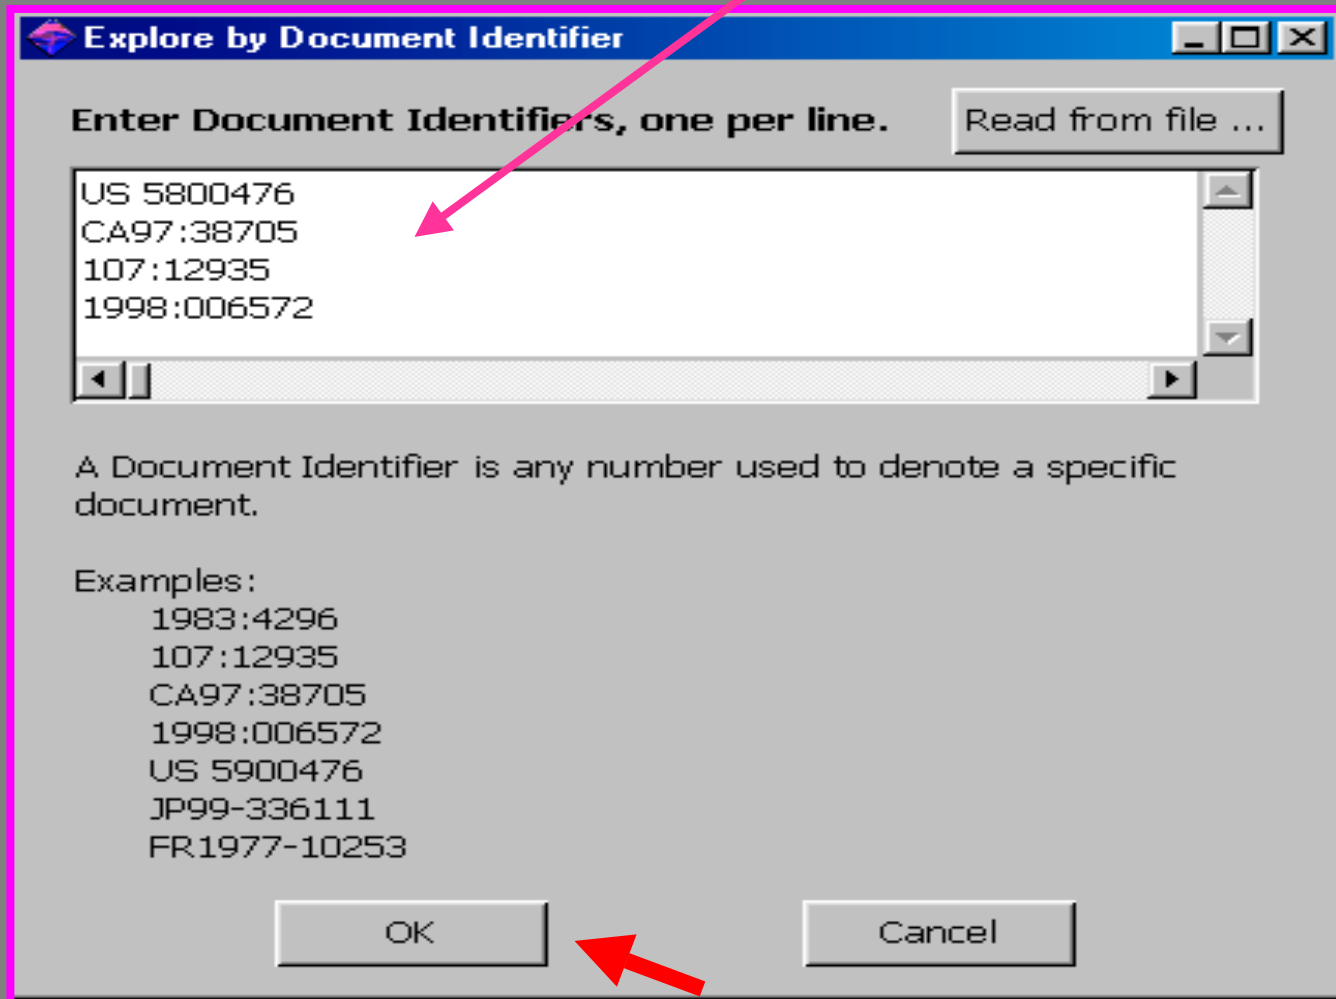 Explore by Document Identifier
Enter Document Identifiers, one per line.
Read from file ...
US 5800476
CA97:38705
107:12935
1998:006572
A Document Identifier is any number used to denote a specific
document.
Examples:
1983:4296
107:12935
CA97:38705
1998:006572
US 5900476
JP99-336111
FR1977-10253
OK
Cancel